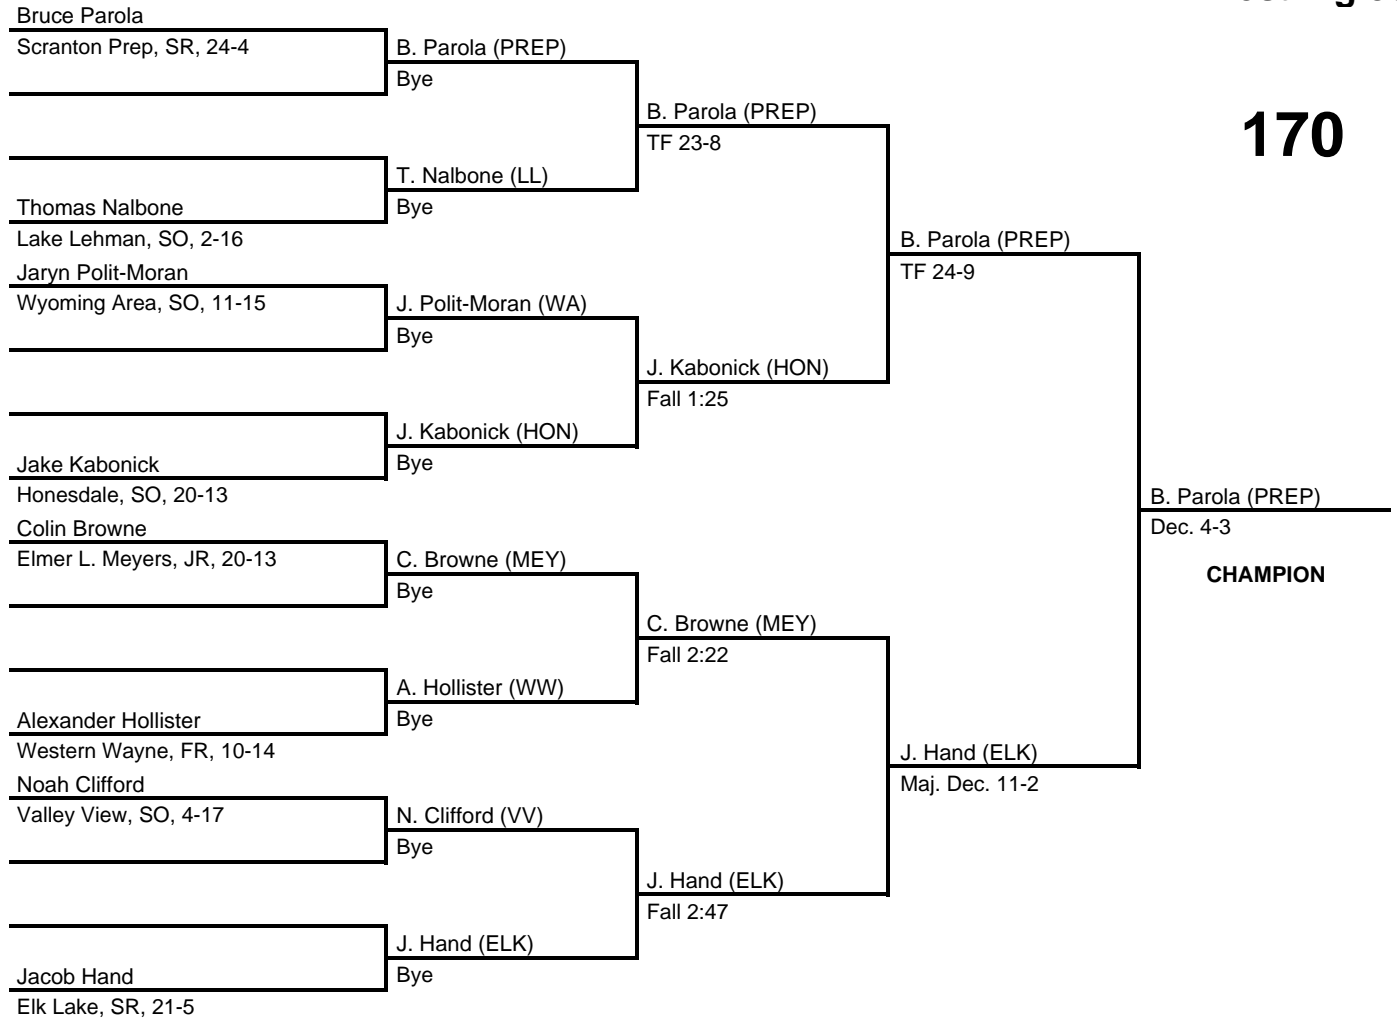 Bruce Parola
Scranton Prep, SR, 24-4
B. Parola (PREP)
Bye
B. Parola (PREP)
TF 23-8
170
T. Nalbone (LL)
Bye
Thomas Nalbone
Lake Lehman, SO, 2-16
B. Parola (PREP)
TF 24-9
Jaryn Polit-Moran
Wyoming Area, SO, 11-15
J. Polit-Moran (WA)
Bye
J. Kabonick (HON)
Fall 1:25
J. Kabonick (HON)
Bye
Jake Kabonick
Honesdale, SO, 20-13
B. Parola (PREP)
Dec. 4-3
CHAMPION
Colin Browne
Elmer L. Meyers, JR, 20-13
C. Browne (MEY)
Bye
C. Browne (MEY)
Fall 2:22
A. Hollister (WW)
Bye
Alexander Hollister
Western Wayne, FR, 10-14
J. Hand (ELK)
Maj. Dec. 11-2
Noah Clifford
Valley View, SO, 4-17
N. Clifford (VV)
Bye
J. Hand (ELK)
Fall 2:47
J. Hand (ELK)
Bye
Jacob Hand
Elk Lake, SR, 21-5